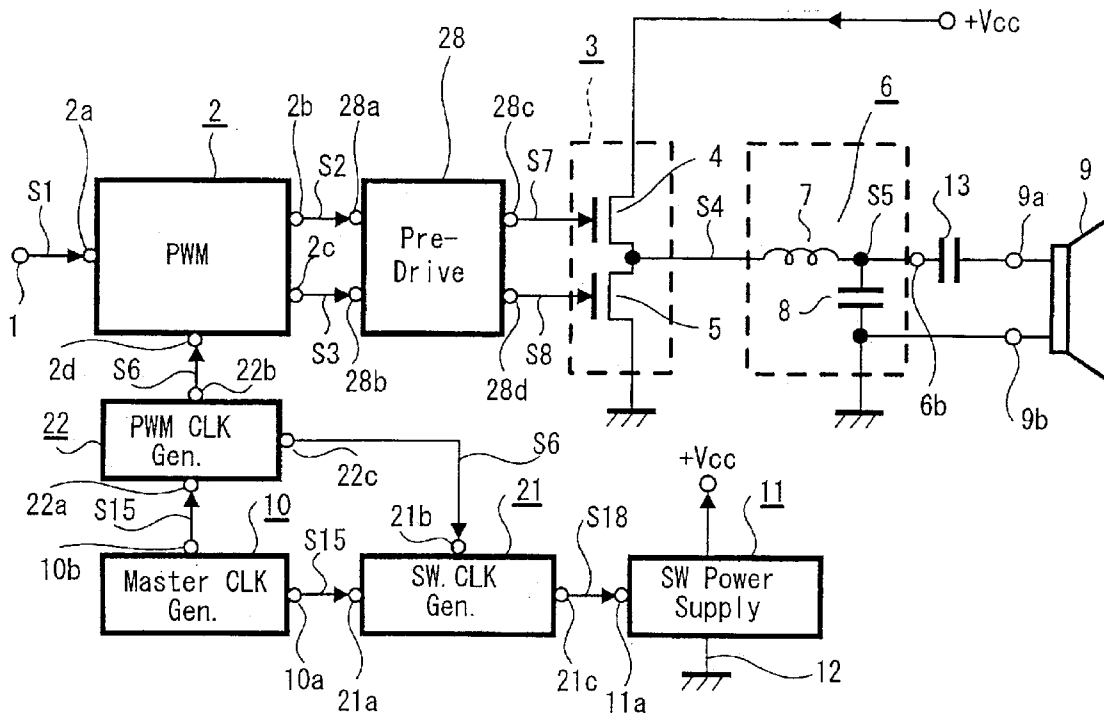 +Vcc
28
3
2a
2
2b
28a
28c
6
S1
S2
S7
4
S4
7
S5
13
9a
9
PWM
2c
Pre-
Drive
1
8
5
S3
S8
2d
S6
22b
28b
28d
6b
9b
22
PWM CLK
Gen.
22c
S6
+Vcc
22a
S15
10
21b
21
S18
11
10b
S15
Master CLK
Gen.
SW. CLK
Gen.
SW Power
Supply
10a
21a
21c
11a
12